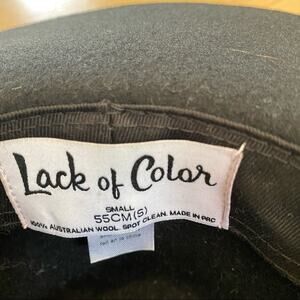 Lack of Color
SMALL
55CM (S)
100% AUSTRALIAN WOOL. SPOT CLEAN. MADE IN PRC